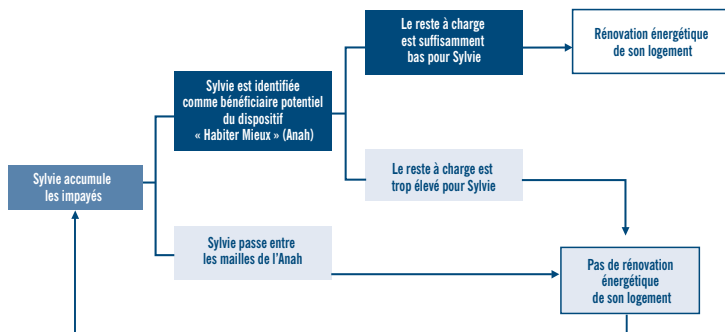 Le reste à charge
est suffisamment
bas pour Sylvie
Rénovation énergétique
de son logement
Sylvie est identifiée
comme bénéficiaire potentiel
du dispositif
« Habiter Mieux » (Anah)
Sylvie accumule
les impayés
Le reste à charge est
trop élevé pour Sylvie
Sylvie passe entre
les mailles de l'Anah
Pas de rénovation
énergétique
de son logement